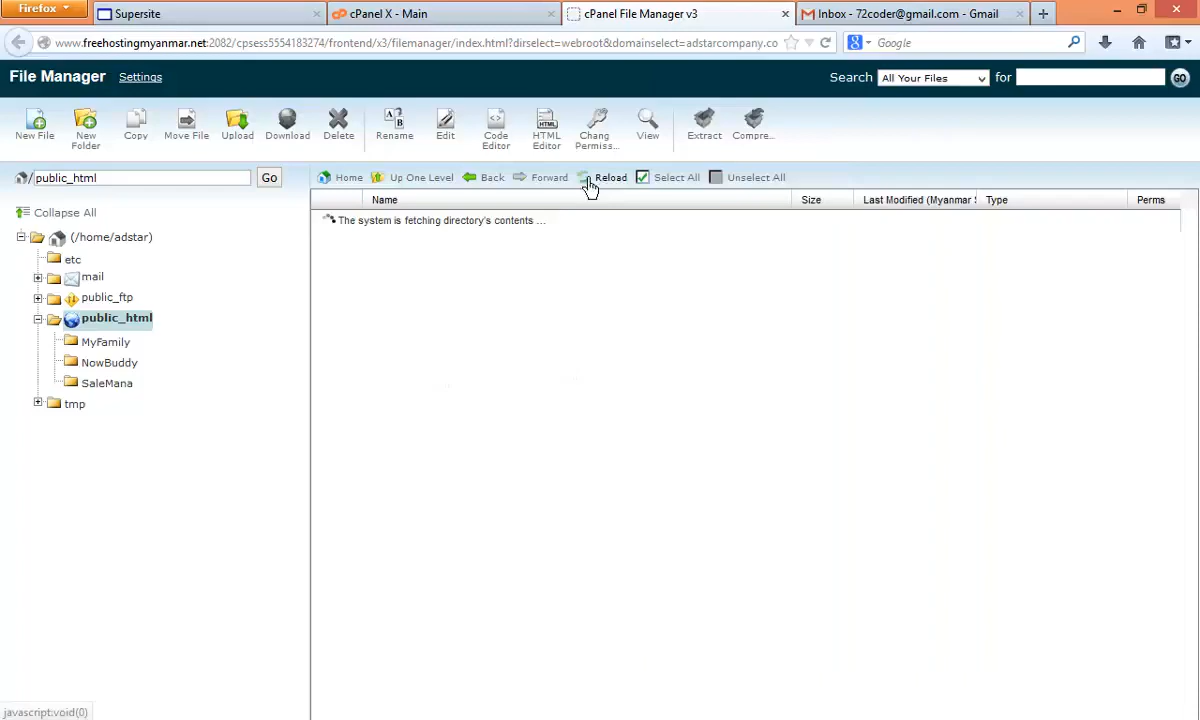 Firefox
Supersite
cPanel X - Main
cPanel File Manager v3
Inbox - 72coder@gmail.com - Gmail
www.freehostingmyanmar.net:2082/cpsess5554183274/frontend/x3/filemanager/index.html?dirselect=webroot&domainselect=adstarcompany.co
Google
File Manager
Settings
Search
All Your Files
for
GO
New File
New Folder
Copy
Move File
Upload
Download
Delete
Rename
Edit
Code Editor
HTML Editor
Chang Permiss...
View
Extract
Compre...
/ public_html
Go
Home
Up One Level
Back
Forward
Reload
Select All
Unselect All
Collapse All
Name
Size
Last Modified (Myanmar
Type
Perms
The system is fetching directory's contents ...
(/home/adstar)
etc
mail
public_ftp
public_html
MyFamily
NowBuddy
SaleMana
tmp
javascript:void(0)